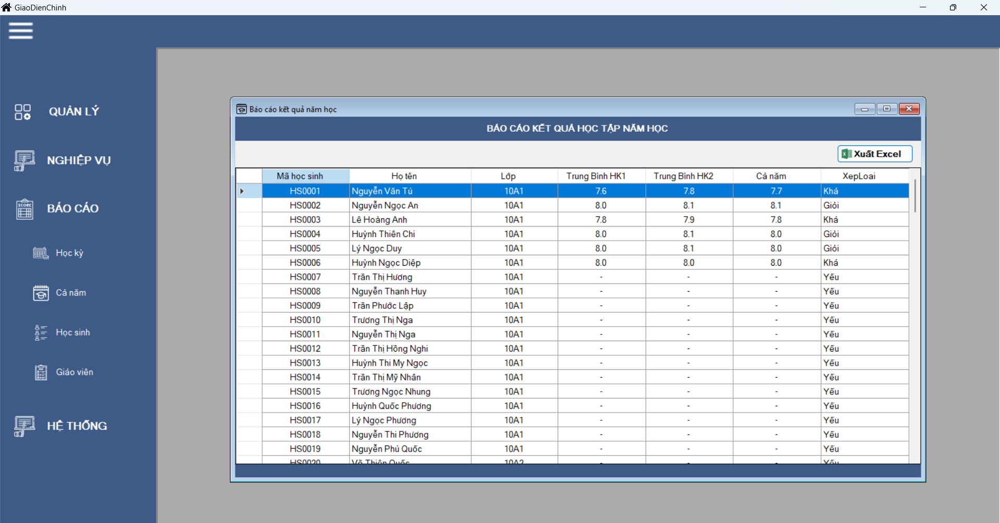 GiaoDienChinh
QUẢN LÝ
NGHIỆP VỤ
BÁO CÁO
SCORE
Học kỳ
Cả năm
Học sinh
Giáo viên
HỆ THỐNG
Báo cáo kết quả năm học
BÁO CÁO KẾT QUẢ HỌC TẬP NĂM HỌC
Xuất Excel
Mã học sinh Họ tên Lớp Trung Bình HK1 Trung Bình HK2 Cả năm XepLoai
HS0001 Nguyễn Văn Tú 10A1 7.6 7.8 7.7 Khá
HS0002 Nguyễn Ngọc An 10A1 8.0 8.1 8.1 Giỏi
HS0003 Lê Hoàng Anh 10A1 7.8 7.9 7.8 Khá
HS0004 Huỳnh Thiên Chi 10A1 8.0 8.1 8.0 Giỏi
HS0005 Lý Ngọc Duy 10A1 8.0 8.1 8.0 Giỏi
HS0006 Huỳnh Ngọc Diệp 10A1 8.0 8.0 8.0 Khá
HS0007 Trần Thị Hương 10A1 - - - Yếu
HS0008 Nguyễn Thanh Huy 10A1 - - - Yếu
HS0009 Trần Phước Lập 10A1 - - - Yếu
HS0010 Trương Thị Nga 10A1 - - - Yếu
HS0011 Nguyễn Thị Nga 10A1 - - - Yếu
HS0012 Trần Thị Hồng Nghi 10A1 - - - Yếu
HS0013 Huỳnh Thi My Ngọc 10A1 - - - Yếu
HS0014 Trần Thị Mỹ Nhân 10A1 - - - Yếu
HS0015 Trương Ngọc Nhung 10A1 - - - Yếu
HS0016 Huỳnh Quốc Phương 10A1 - - - Yếu
HS0017 Lý Ngọc Phương 10A1 - - - Yếu
HS0018 Nguyễn Thi Phương 10A1 - - - Yếu
HS0019 Nguyễn Phú Quốc 10A1 - - - Yếu
HS0020 Võ Thiên Quốc 10A2 - - - Yếu